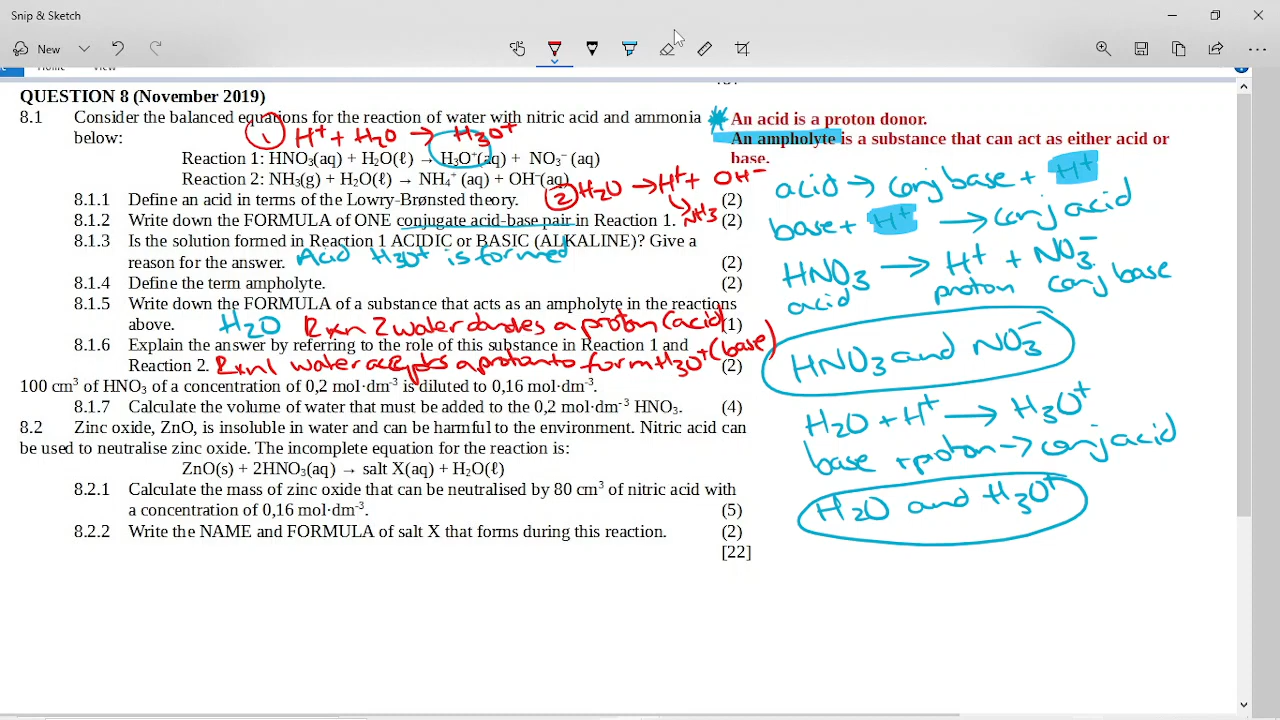 Snip & Sketch
New
QUESTION 8 (November 2019)
8.1 Consider the balanced equations for the reaction of water with nitric acid and ammonia
below:
① H⁺ + H₂O → H₃O⁺
Reaction 1: HNO₃(aq) + H₂O(ℓ) → H₃O⁺(aq) + NO₃⁻ (aq)
Reaction 2: NH₃(g) + H₂O(ℓ) → NH₄⁺ (aq) + OH⁻(aq)
② H₂O → H⁺ + OH⁻
↳ NH₃
8.1.1 Define an acid in terms of the Lowry-Brønsted theory. (2)
8.1.2 Write down the FORMULA of ONE conjugate acid-base pair in Reaction 1. (2)
8.1.3 Is the solution formed in Reaction 1 ACIDIC or BASIC (ALKALINE)? Give a
reason for the answer. (2)
Acid H₃O⁺ is formed
8.1.4 Define the term ampholyte. (2)
8.1.5 Write down the FORMULA of a substance that acts as an ampholyte in the reactions
above. (1)
H₂O Rxn 2 water donates a proton (acid)
8.1.6 Explain the answer by referring to the role of this substance in Reaction 1 and
Reaction 2. (2)
Rxn 1 water accepts a proton to form H₃O⁺ (base)
100 cm³ of HNO₃ of a concentration of 0,2 mol·dm⁻³ is diluted to 0,16 mol·dm⁻³.
8.1.7 Calculate the volume of water that must be added to the 0,2 mol·dm⁻³ HNO₃. (4)
8.2 Zinc oxide, ZnO, is insoluble in water and can be harmful to the environment. Nitric acid can
be used to neutralise zinc oxide. The incomplete equation for the reaction is:
ZnO(s) + 2HNO₃(aq) → salt X(aq) + H₂O(ℓ)
8.2.1 Calculate the mass of zinc oxide that can be neutralised by 80 cm³ of nitric acid with
a concentration of 0,16 mol·dm⁻³. (5)
8.2.2 Write the NAME and FORMULA of salt X that forms during this reaction. (2)
[22]
An acid is a proton donor.
An ampholyte is a substance that can act as either acid or
base.
acid → conj base + H⁺
base + H⁺ → conj acid
HNO₃ → H⁺ + NO₃⁻
acid proton conj base
HNO₃ and NO₃⁻
H₂O + H⁺ → H₃O⁺
base + proton → conj acid
H₂O and H₃O⁺